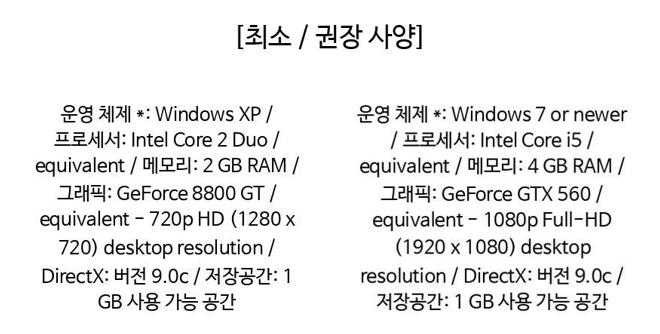 [최소 / 권장 사양]
운영 체제 *: Windows XP /
프로세서: Intel Core 2 Duo /
equivalent / 메모리: 2 GB RAM /
그래픽: GeForce 8800 GT /
equivalent - 720p HD (1280 x
720) desktop resolution /
DirectX: 버전 9.0c / 저장공간: 1
GB 사용 가능 공간
운영 체제 *: Windows 7 or newer
/ 프로세서: Intel Core i5 /
equivalent / 메모리: 4 GB RAM /
그래픽: GeForce GTX 560 /
equivalent - 1080p Full-HD
(1920 x 1080) desktop
resolution / DirectX: 버전 9.0c /
저장공간: 1 GB 사용 가능 공간